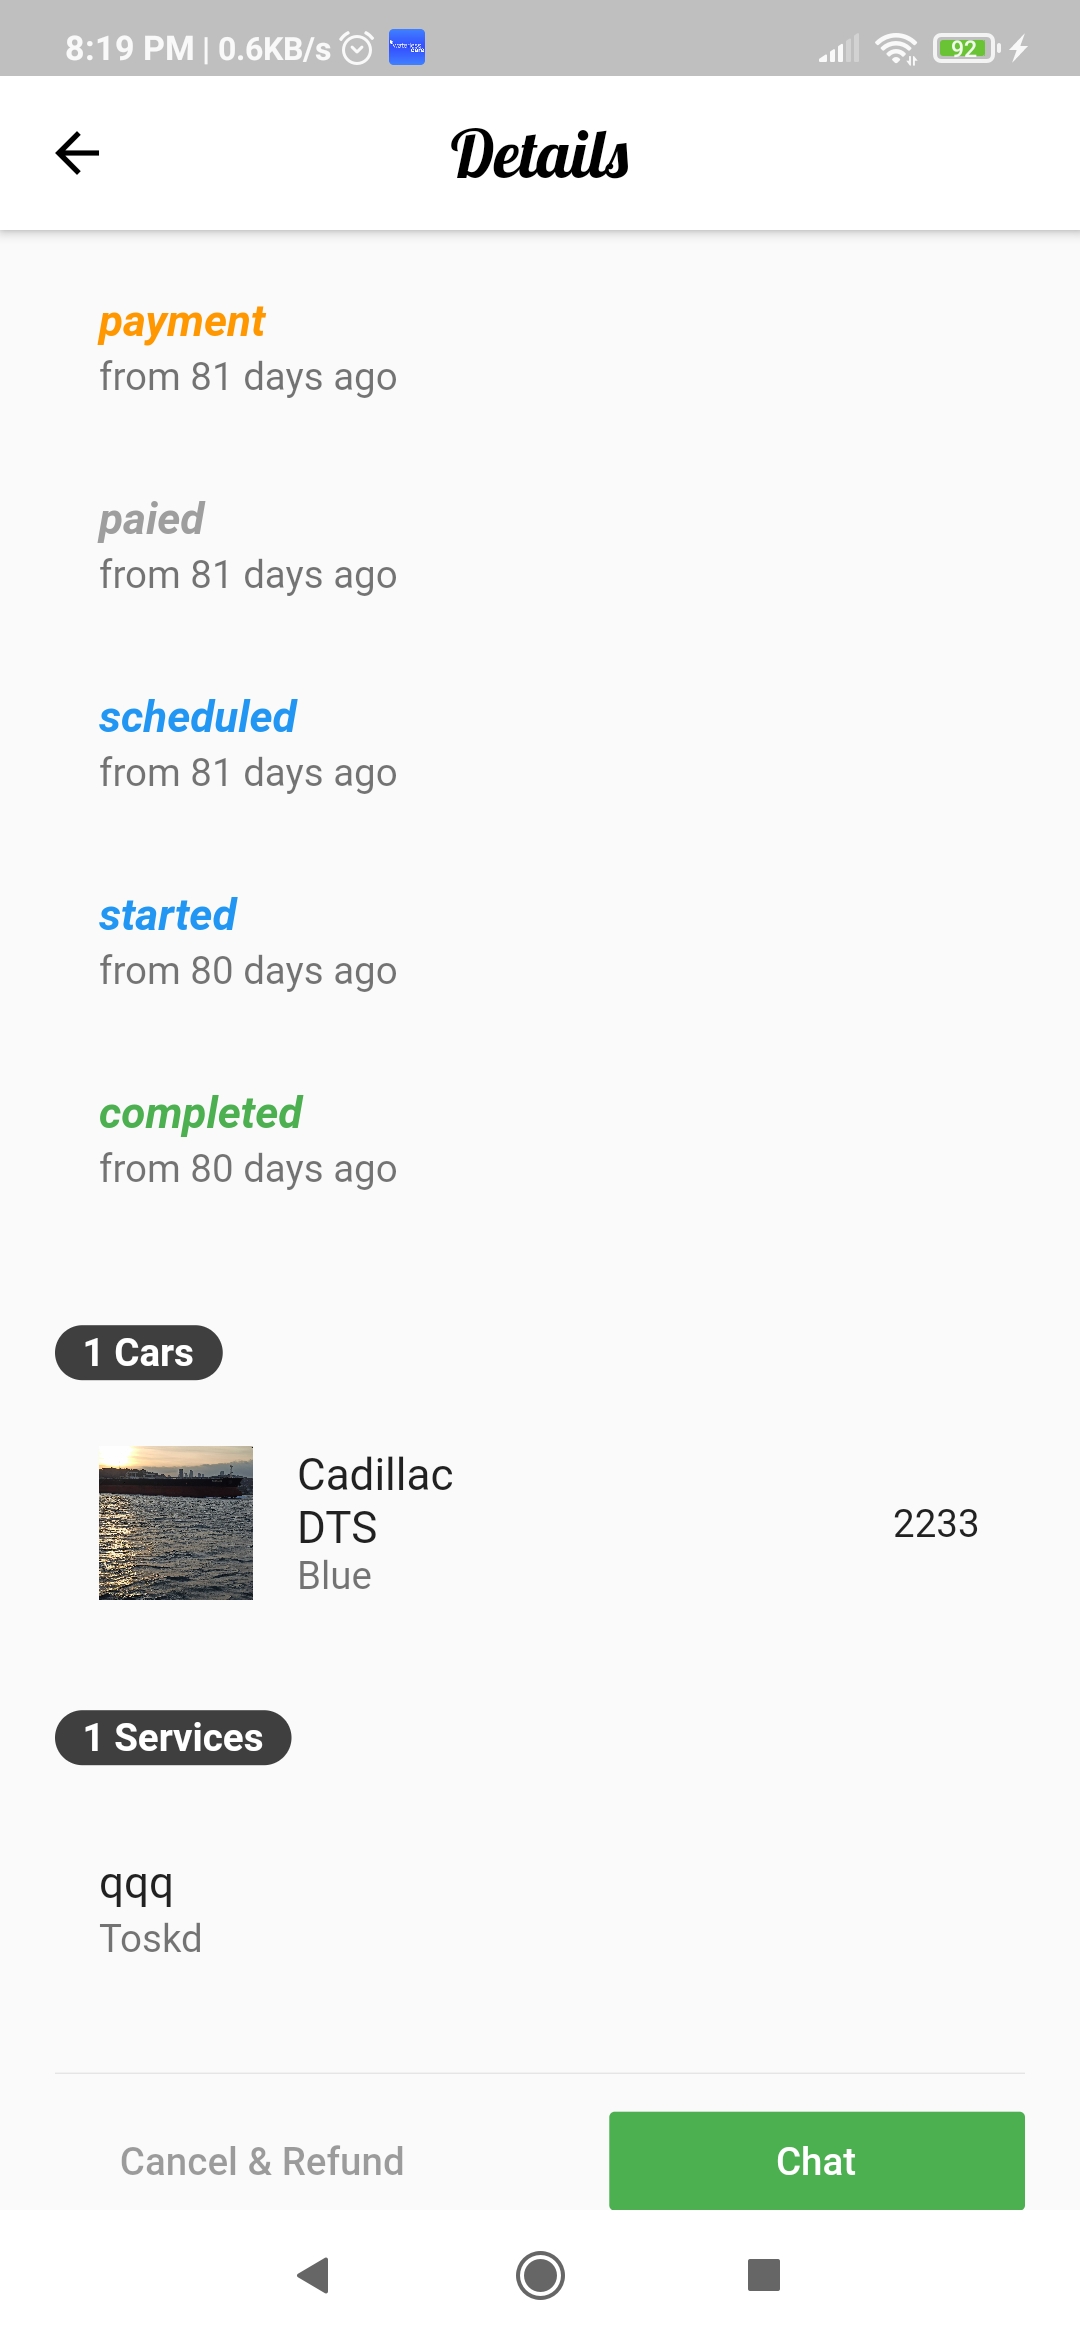 8:19 PM | 0.6KB/s 92
Details
payment
from 81 days ago
paied
from 81 days ago
scheduled
from 81 days ago
started
from 80 days ago
completed
from 80 days ago
1 Cars
Cadillac
DTS
2233
Blue
1 Services
qqq
Toskd
Cancel & Refund
Chat